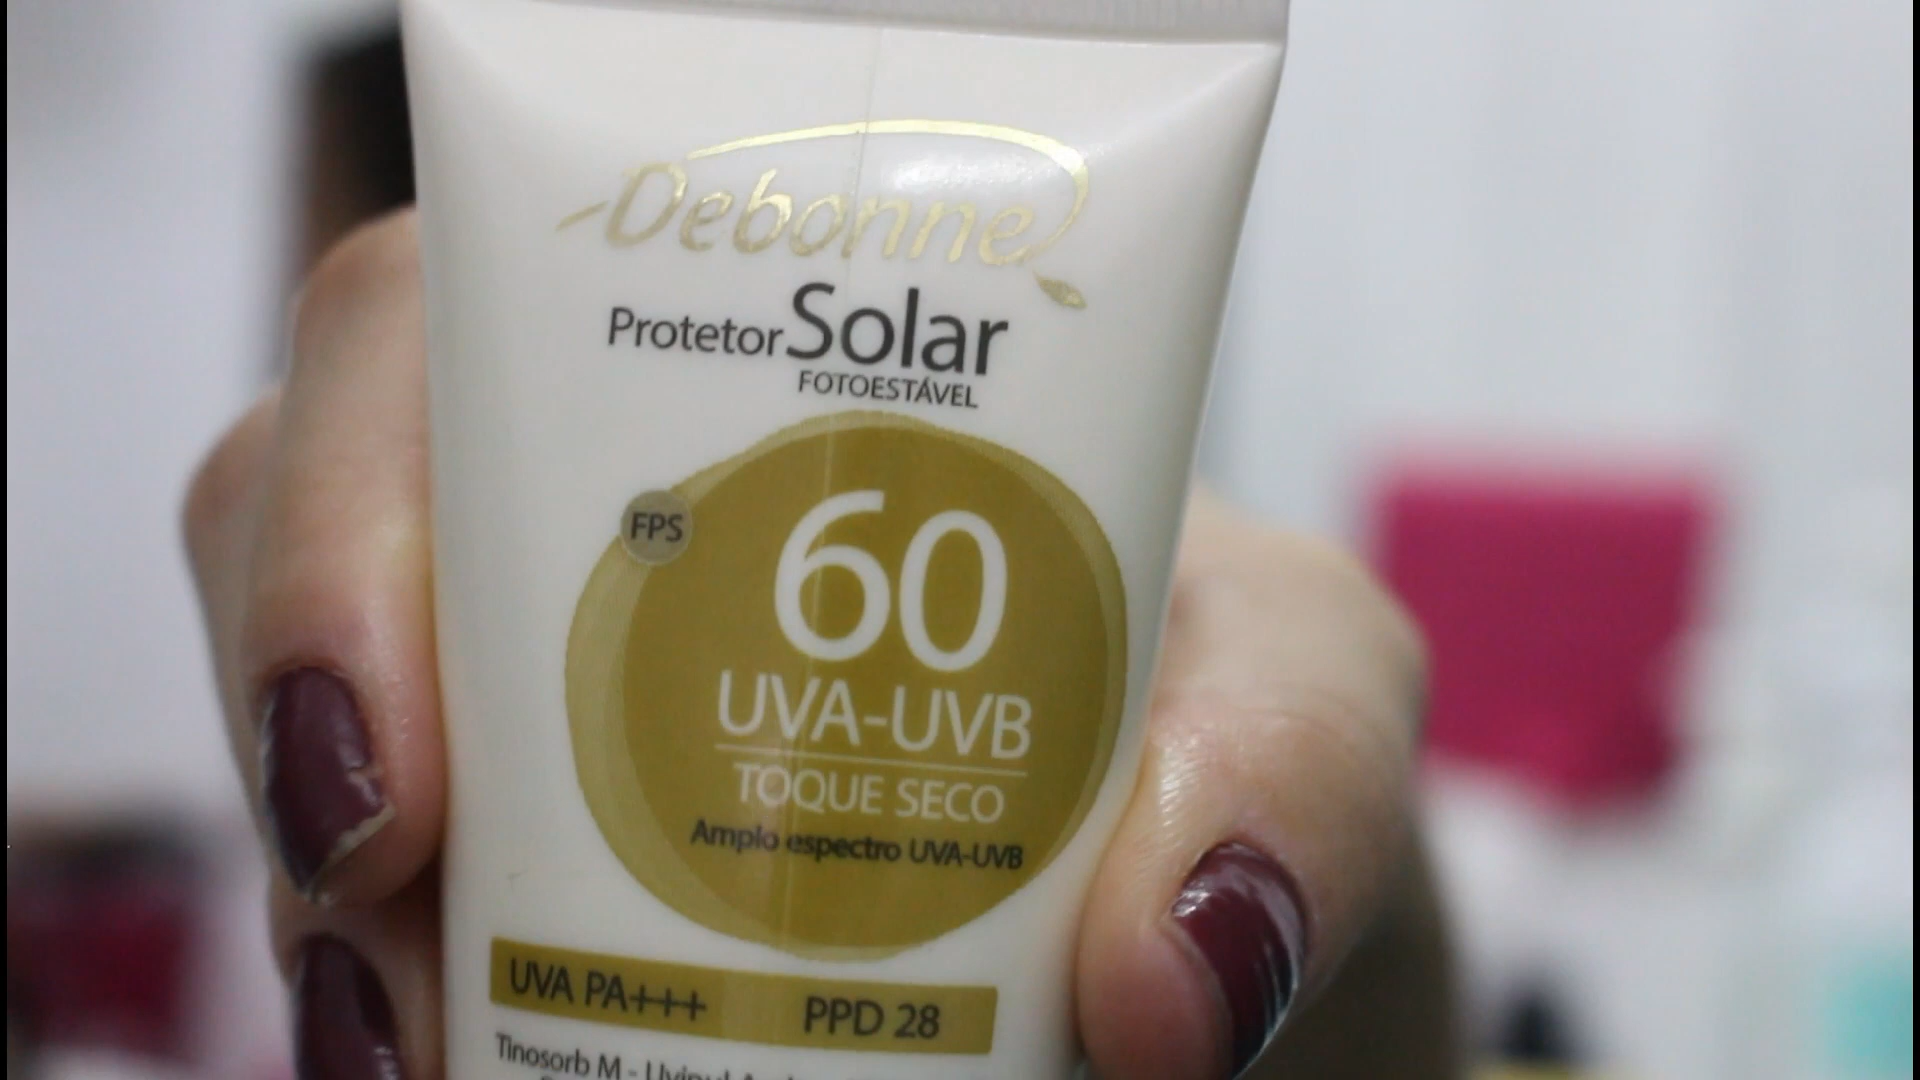 Debonne
Protetor Solar
FOTOESTÁVEL
FPS
60
UVA-UVB
TOQUE SECO
Amplo espectro UVA-UVB
UVA PA+++ PPD 28
Tinosorb M - Uvinul